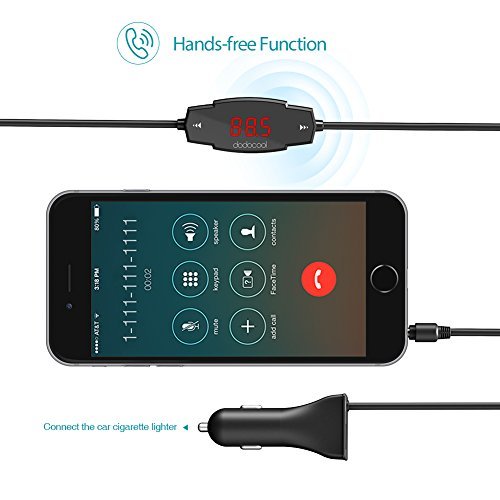 Hands-free Function
88.5
dodocool
80%
3:18 PM
AT&T
1-111-111-1111
00:02
speaker
contacts
keypad
FaceTime
mute
add call
Connect the car cigarette lighter